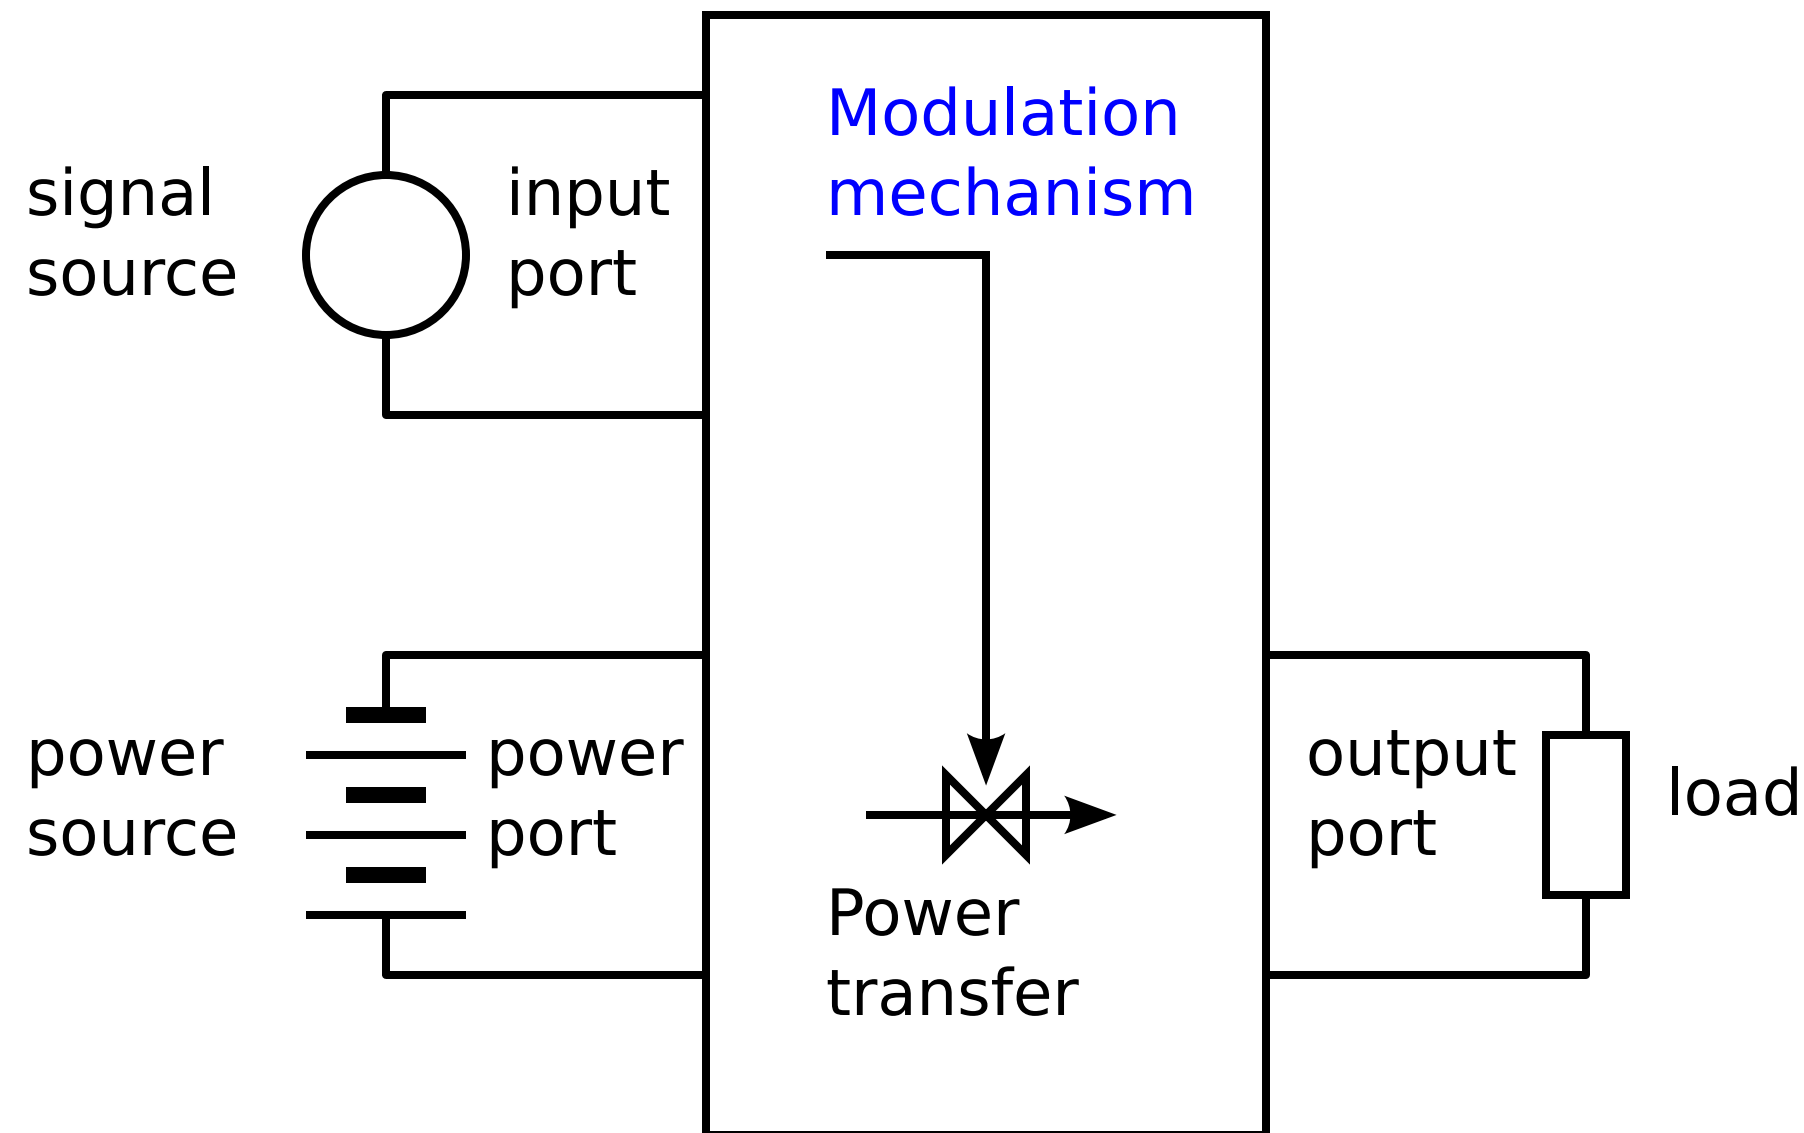 signal
source
input
port
Modulation
mechanism
power
source
power
port
Power
transfer
output
port
load